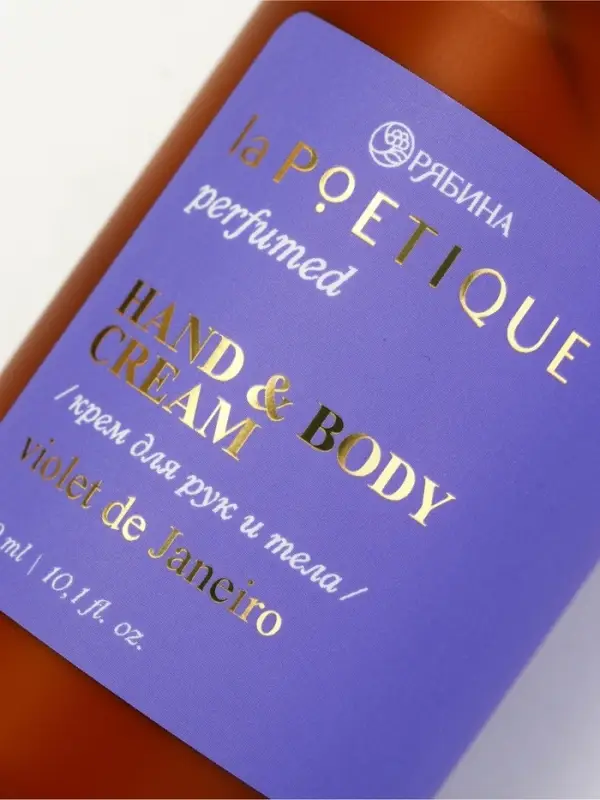 РЯБИНА
la POETIQUE
perfumed
HAND & BODY
CREAM
/крем для рук и тела/
violet de Janeiro
ml | 10,1 fl. oz.